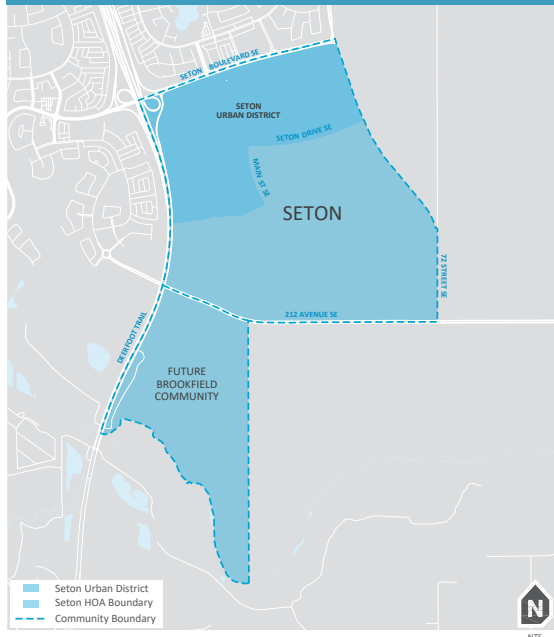 SETON BOULEVARD SE
SETON
URBAN DISTRICT
SETON DRIVE SE
MAIN ST SE
SETON
72 STREET SE
212 AVENUE SE
DEERFOOT TRAIL
FUTURE
BROOKFIELD
COMMUNITY
Seton Urban District
Seton HOA Boundary
Community Boundary
N
NTS